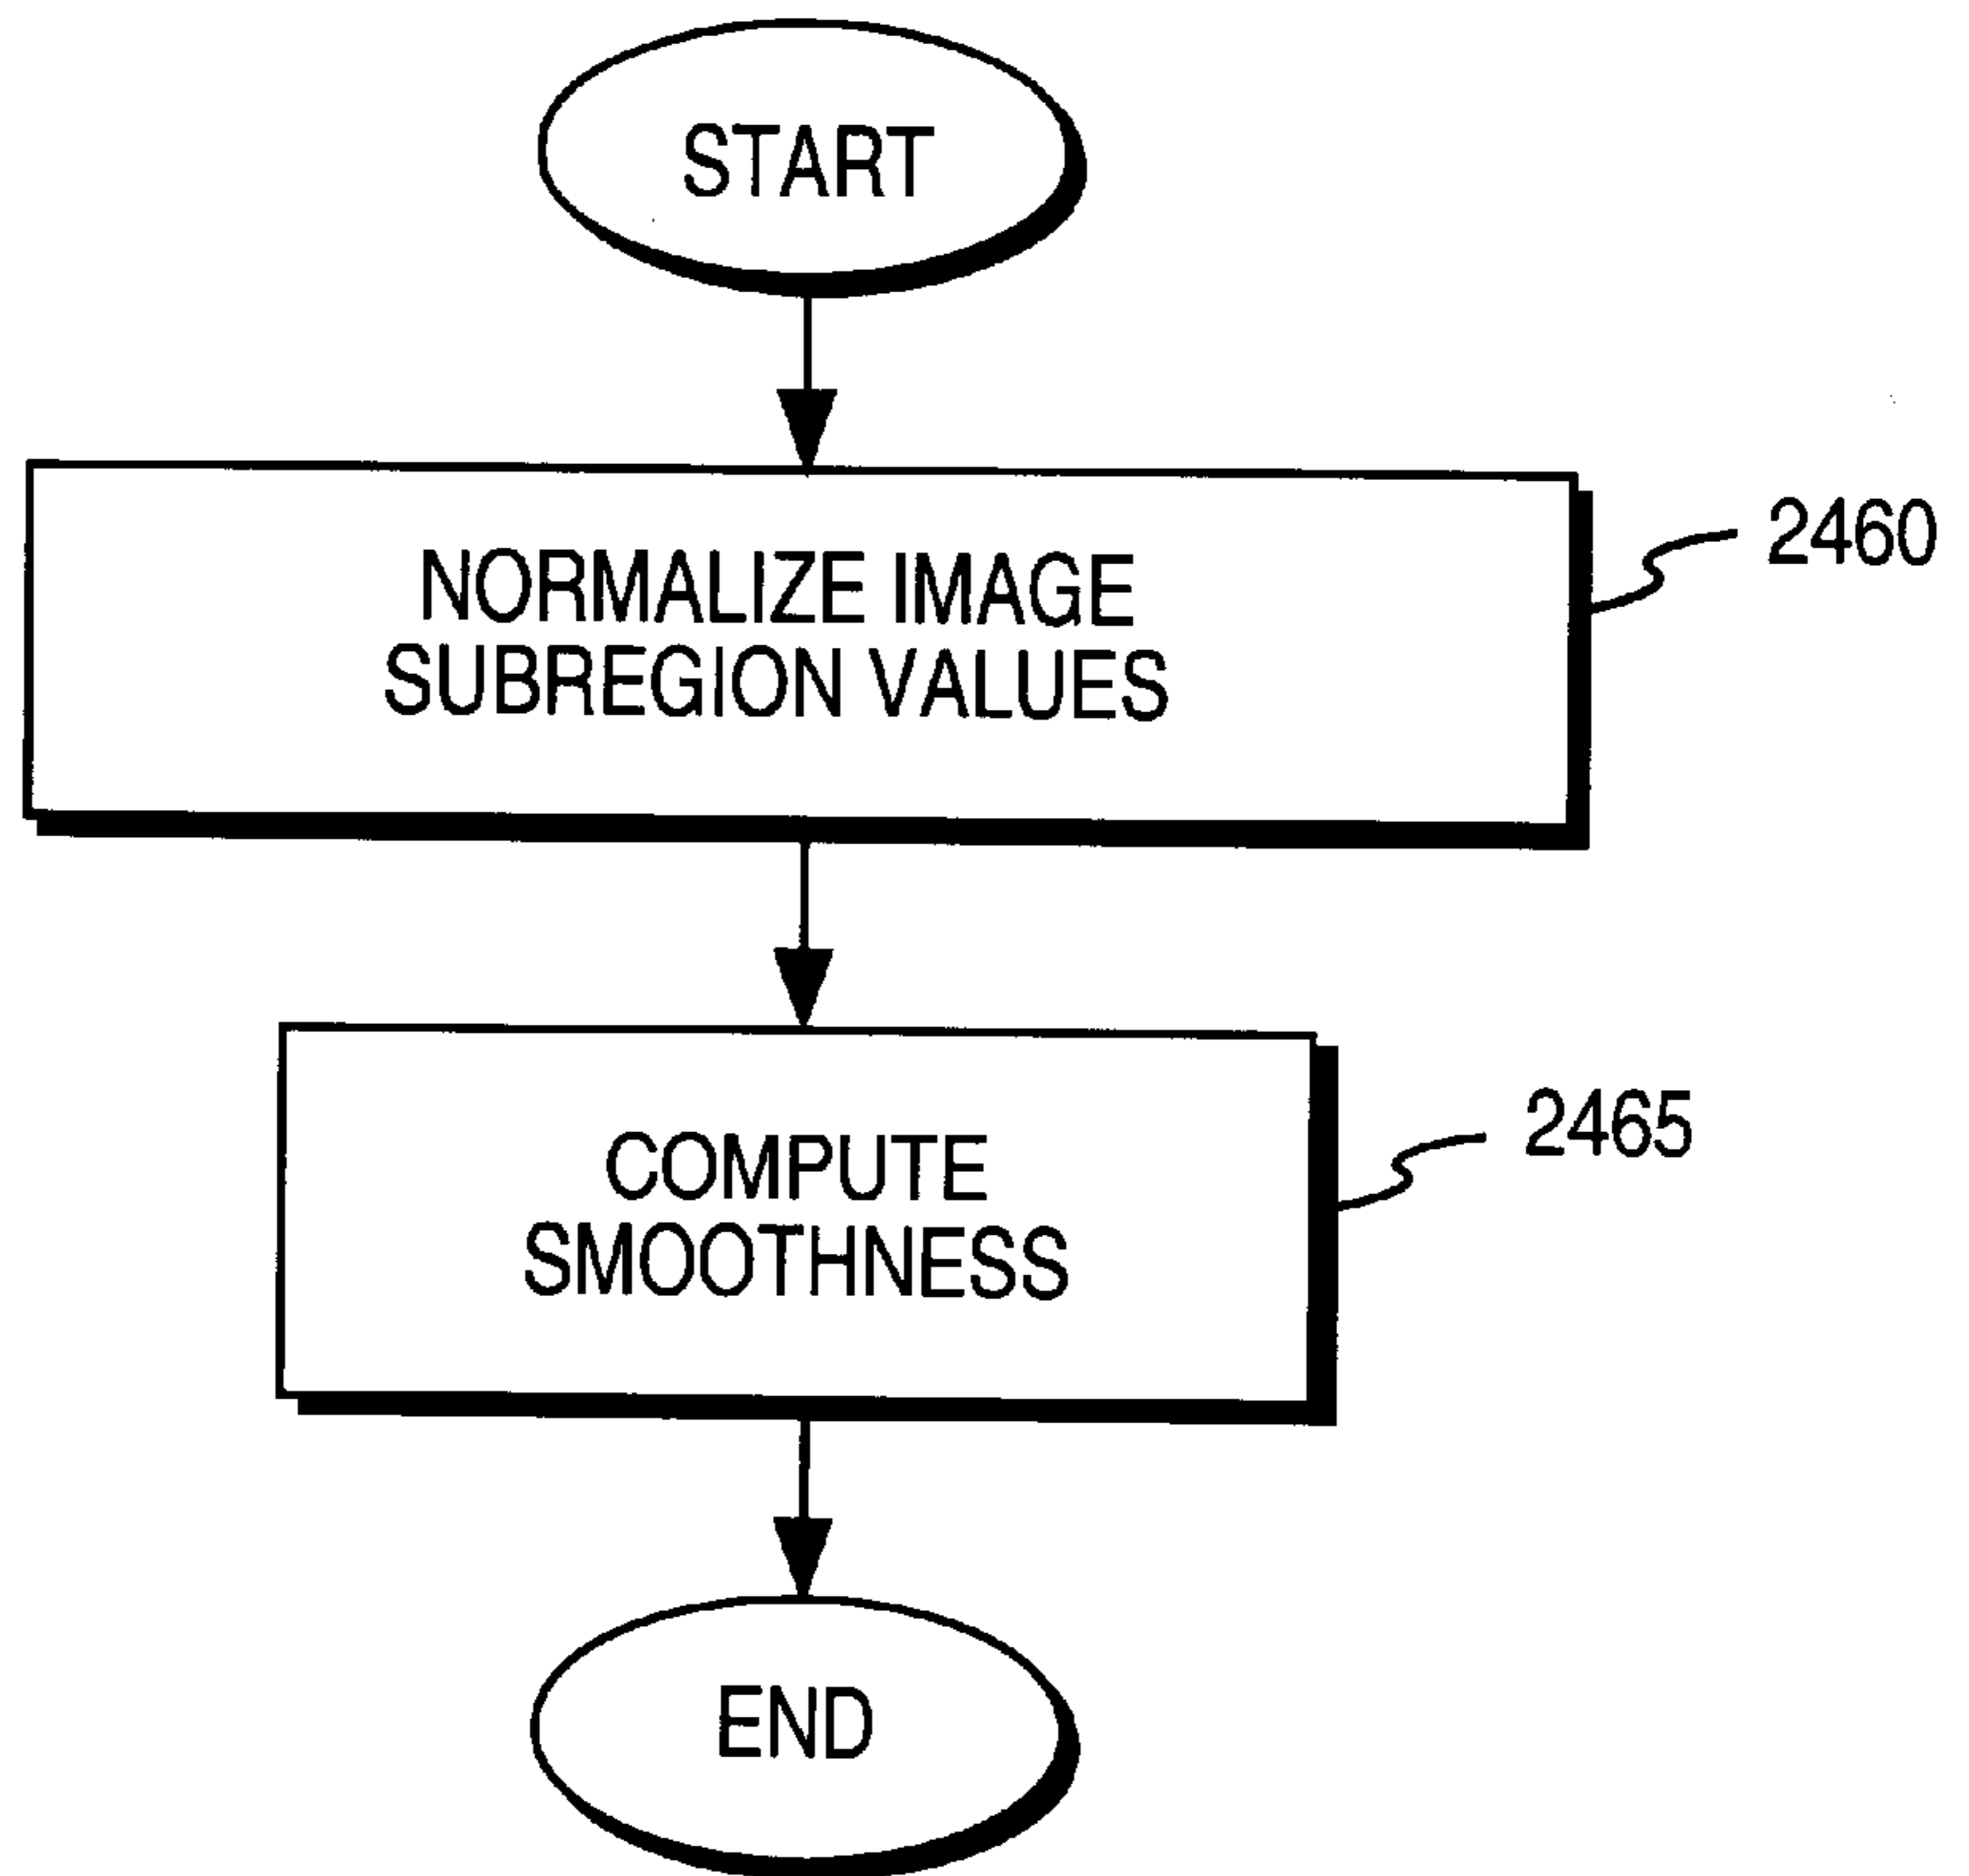 START
NORMALIZE IMAGE
SUBREGION VALUES
2460
COMPUTE
SMOOTHNESS
2465
END